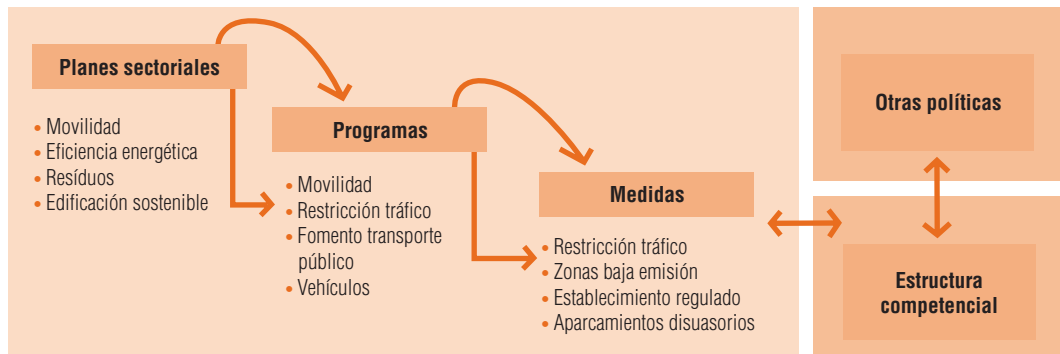 Planes sectoriales
• Movilidad
• Eficiencia energética
• Resíduos
• Edificación sostenible
Programas
• Movilidad
• Restricción tráfico
• Fomento transporte
público
• Vehículos
Medidas
• Restricción tráfico
• Zonas baja emisión
• Establecimiento regulado
• Aparcamientos disuasorios
Otras políticas
Estructura
competencial